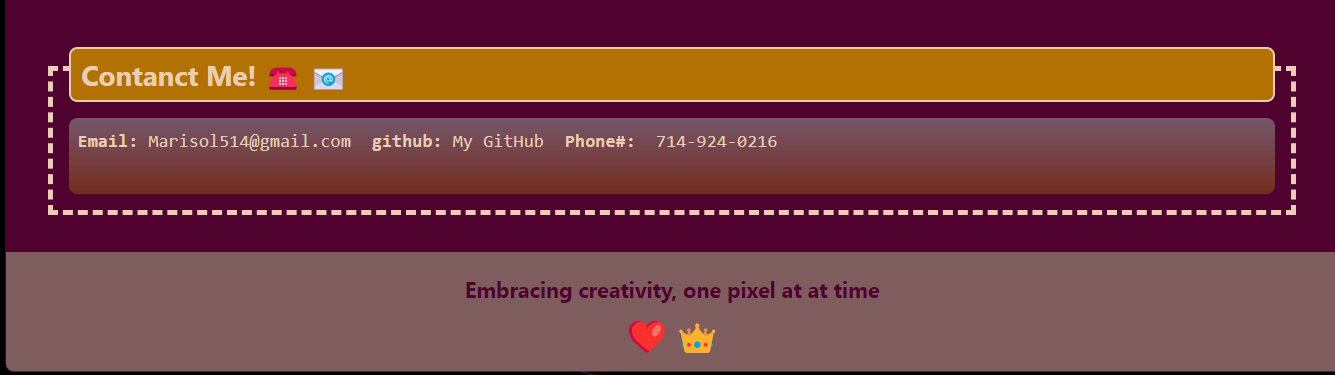 Contanct Me! ☎️ 📧
Email: Marisol514@gmail.com github: My GitHub Phone#: 714-924-0216
Embracing creativity, one pixel at at time